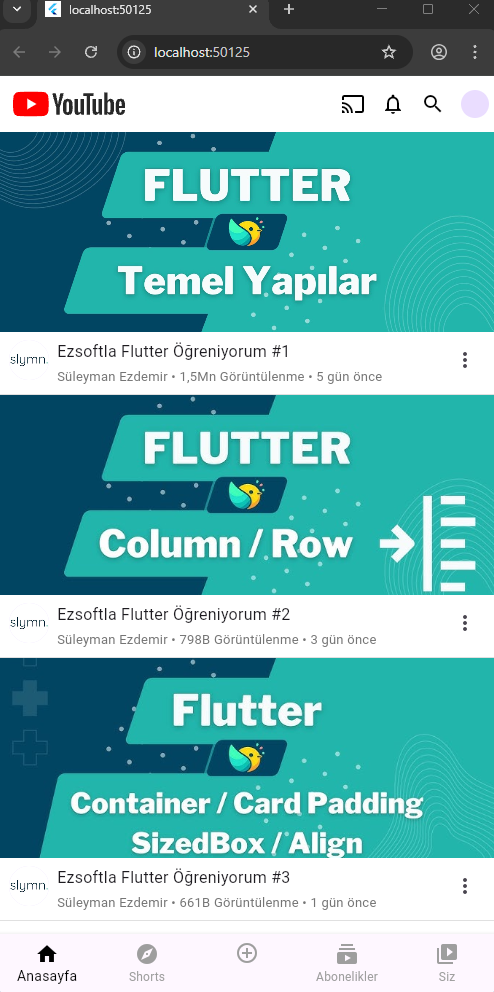 localhost:50125
localhost:50125
YouTube
FLUTTER
Temel Yapılar
slymn.
Ezsoftla Flutter Öğreniyorum #1
Süleyman Ezdemir • 1,5Mn Görüntülenme • 5 gün önce
FLUTTER
Column / Row
slymn.
Ezsoftla Flutter Öğreniyorum #2
Süleyman Ezdemir • 798B Görüntülenme • 3 gün önce
Flutter
Container / Card Padding
SizedBox / Align
slymn.
Ezsoftla Flutter Öğreniyorum #3
Süleyman Ezdemir • 661B Görüntülenme • 1 gün önce
Anasayfa
Shorts
Abonelikler
Siz